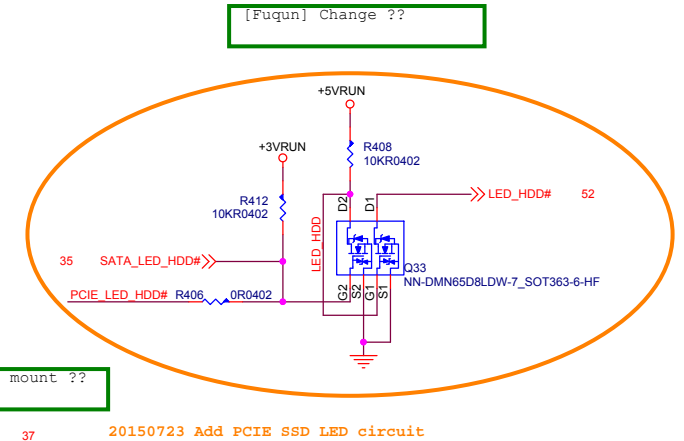 [Fuqun] Change ??
+5VRUN
+3VRUN
R408
10KR0402
R412
10KR0402
D2
D1
LED_HDD#
52
LED_HDD
35
SATA_LED_HDD#
Q33
NN-DMN65D8LDW-7_SOT363-6-HF
PCIE_LED_HDD#
R406
0R0402
G2
S2
G1
S1
mount ??
37
20150723 Add PCIE SSD LED circuit